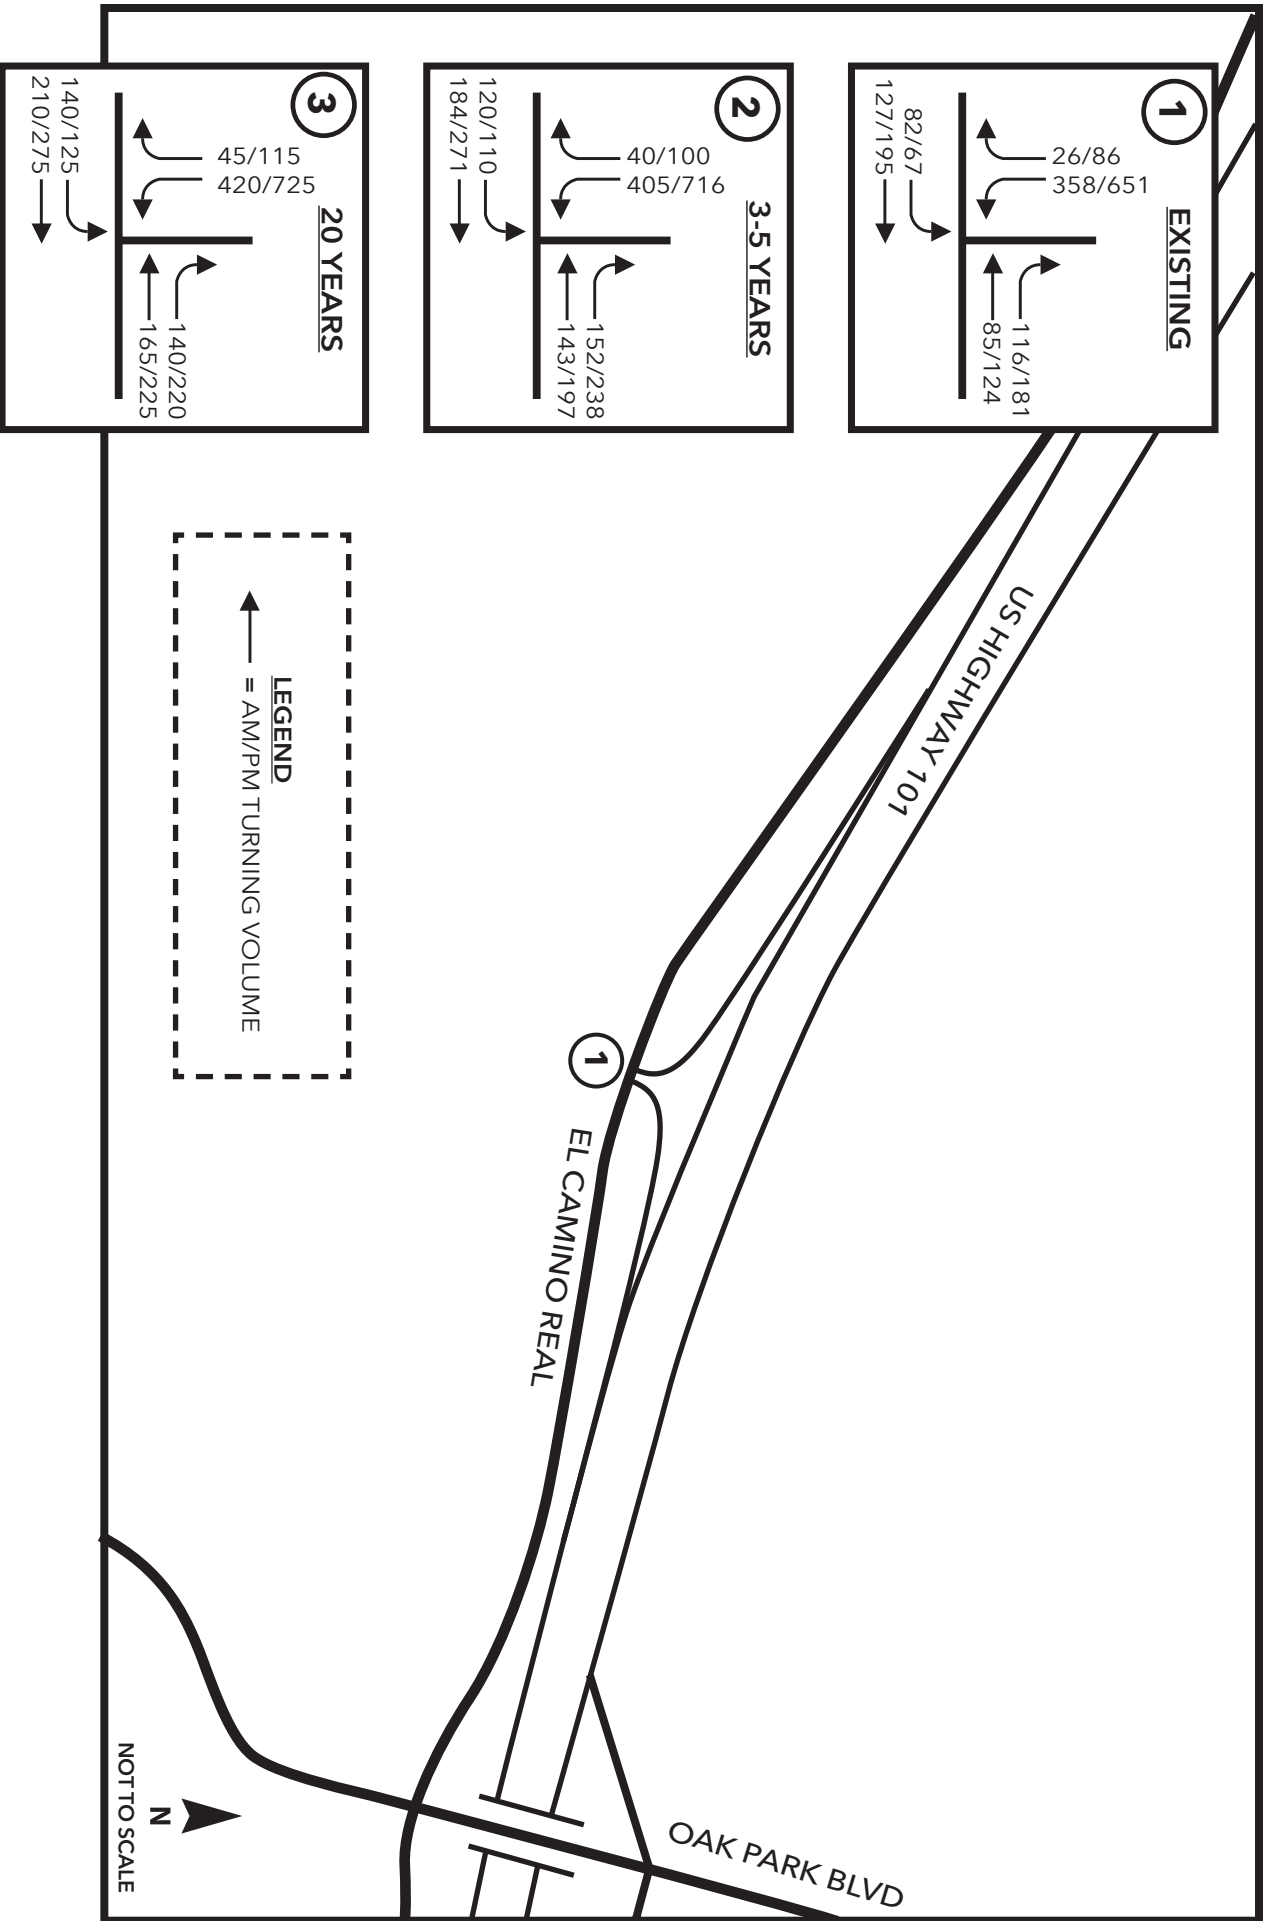 1
EXISTING
26/86
358/651
82/67
127/195
116/181
85/124
2
3-5 YEARS
40/100
405/716
120/110
184/271
152/238
143/197
3
20 YEARS
45/115
420/725
140/125
210/275
140/220
165/225
US HIGHWAY 101
1
EL CAMINO REAL
OAK PARK BLVD
LEGEND
= AM/PM TURNING VOLUME
N
NOT TO SCALE